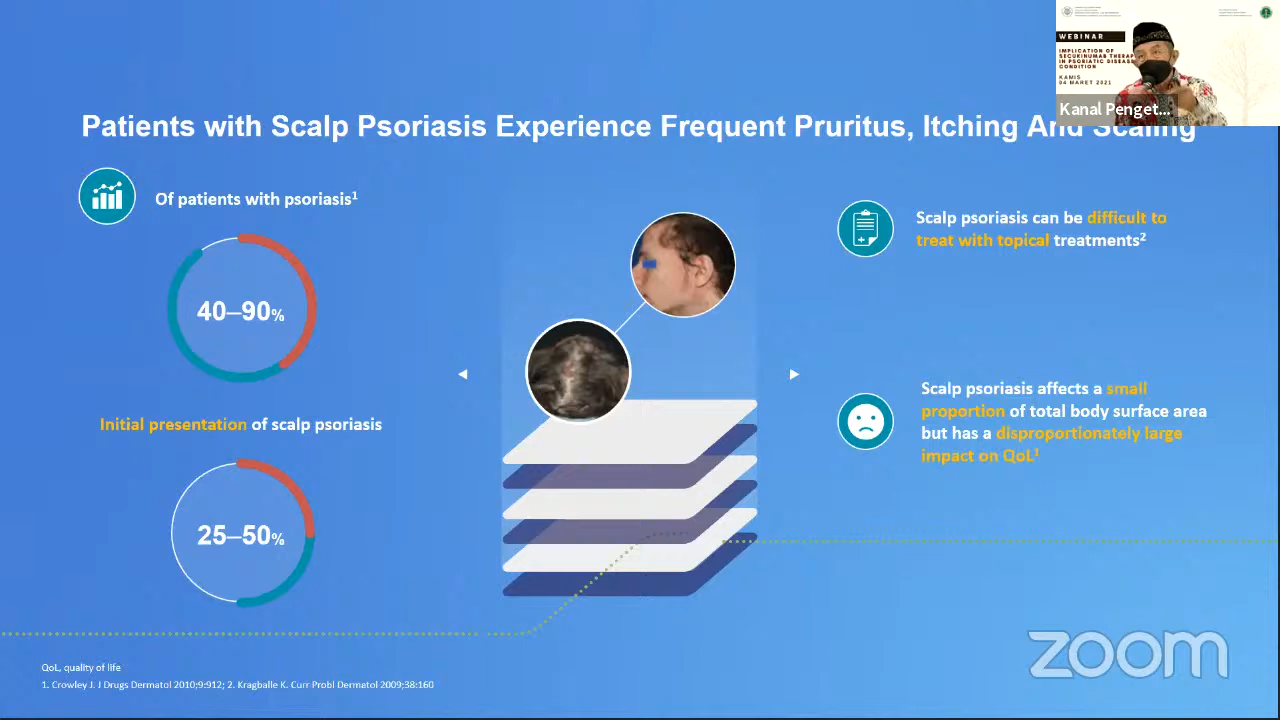 WEBINAR
IMPLICATION OF
SECUKINUMAB THERAP
IN PSORIATIC DISEAS
CONDITION
KAMIS
04 MARET 2021
Kanal Penget...
Patients with Scalp Psoriasis Experience Frequent Pruritus, Itching And Scaling
Of patients with psoriasis1
40–90%
Initial presentation of scalp psoriasis
25–50%
Scalp psoriasis can be difficult to
treat with topical treatments2
Scalp psoriasis affects a small
proportion of total body surface area
but has a disproportionately large
impact on QoL1
QoL, quality of life
1. Crowley J. J Drugs Dermatol 2010;9:912; 2. Kragballe K. Curr Probl Dermatol 2009;38:160
zoom